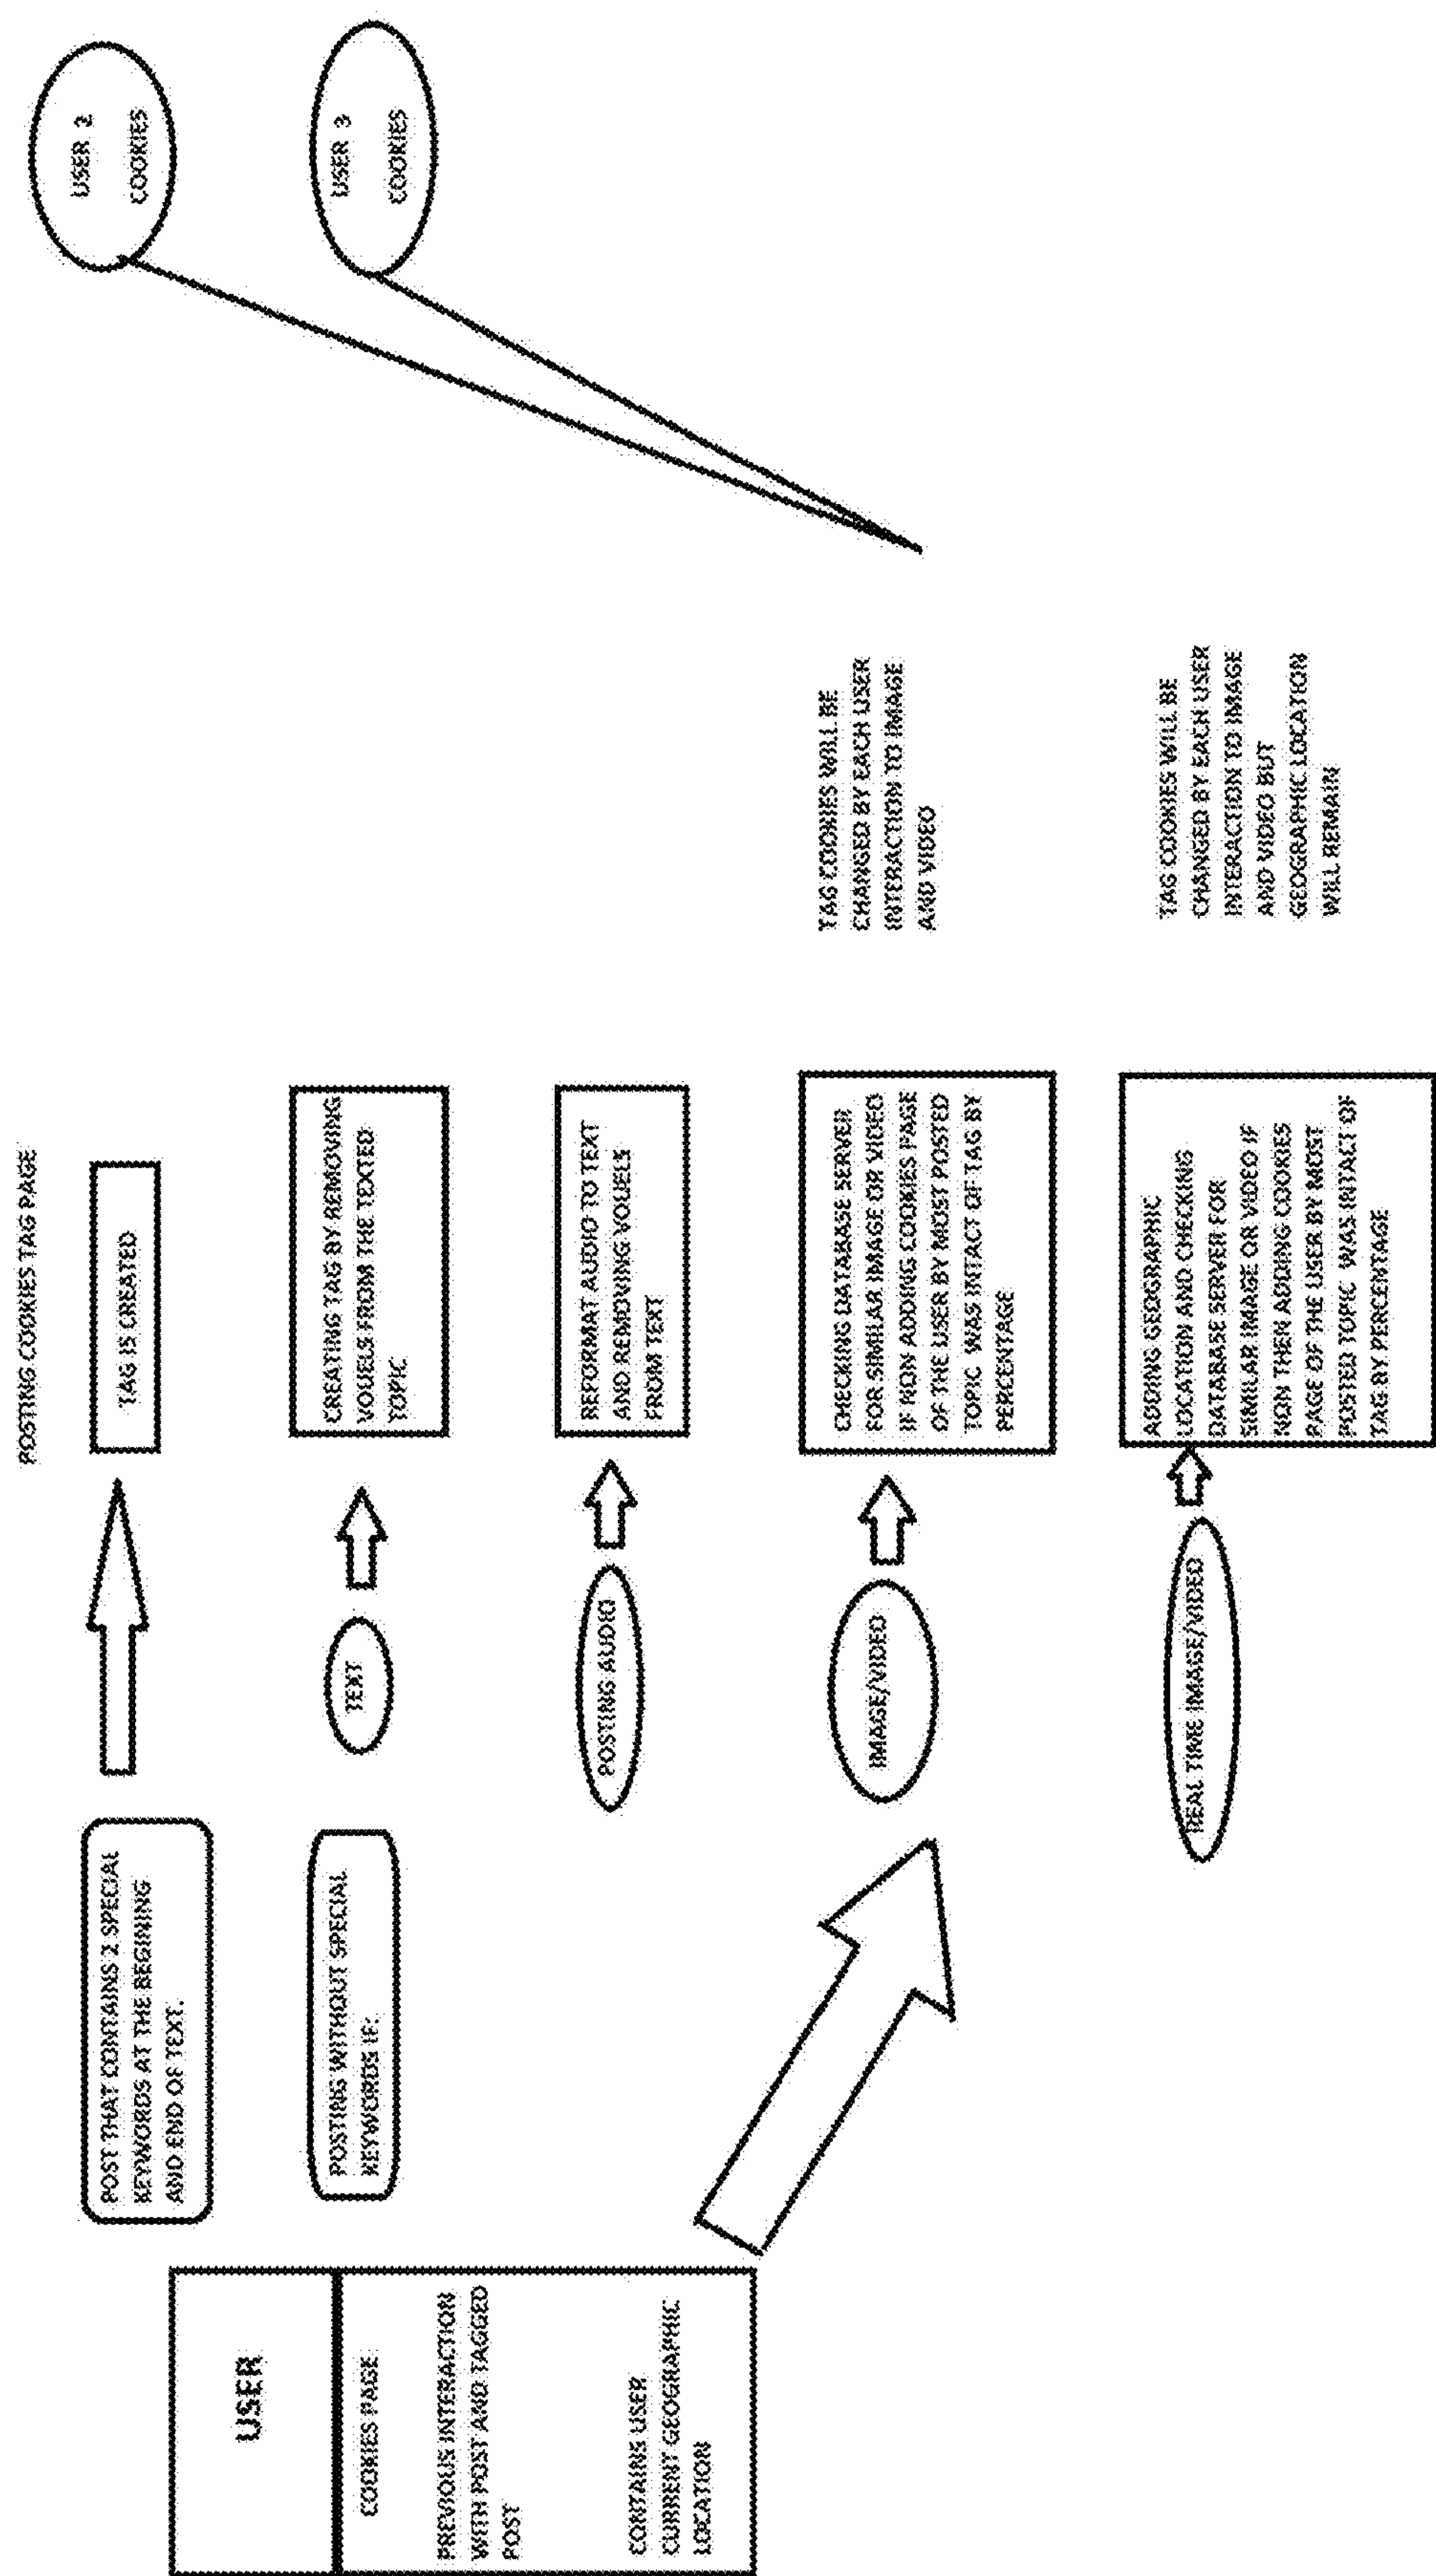 USER
COOKIES PAGE
PREVIOUS INTERACTION
WITH POST AND TAGGED
POST
CONTAINS USER
CURRENT GEOGRAPHIC
LOCATION
POST THAT CONTAINS 2 SPECIAL
KEYWORDS AT THE BEGINING
AND END OF TEXT.
POSTING WITHOUT SPECIAL
KEYWORDS IF:
TEXT
POSTING AUDIO
IMAGE/VIDEO
REAL TIME IMAGE/VIDEO
POSTING COOKIES TAG PAGE
TAG IS CREATED
CREATING TAG BY REMOVING
VOUELS FROM THE TEXTED
TOPIC
REFORMAT AUDIO TO TEXT
AND REMOVING VOUELS
FROM TEXT
CHECKING DATABASE SERVER
FOR SIMILAR IMAGE OR VIDEO
IF NON ADDING COOKIES PAGE
OF THE USER BY MOST POSTED
TOPIC WAS INTACT OF TAG BY
PERCENTAGE
ADDING GEOGRAPHIC
LOCATION AND CHECKING
DATABASE SERVER FOR
SIMILAR IMAGE OR VIDEO IF
NON THEN ADDING COOKIES
PAGE OF THE USER BY MOST
POSTED TOPIC WAS INTACT OF
TAG BY PERCENTAGE
TAG COOKIES WILL BE
CHANGED BY EACH USER
INTERACTION TO IMAGE
AND VIDEO
TAG COOKIES WILL BE
CHANGED BY EACH USER
INTERACTION TO IMAGE
AND VIDEO BUT
GEOGRAPHIC LOCATION
WILL REMAIN
USER 2
COOKIES
USER 3
COOKIES